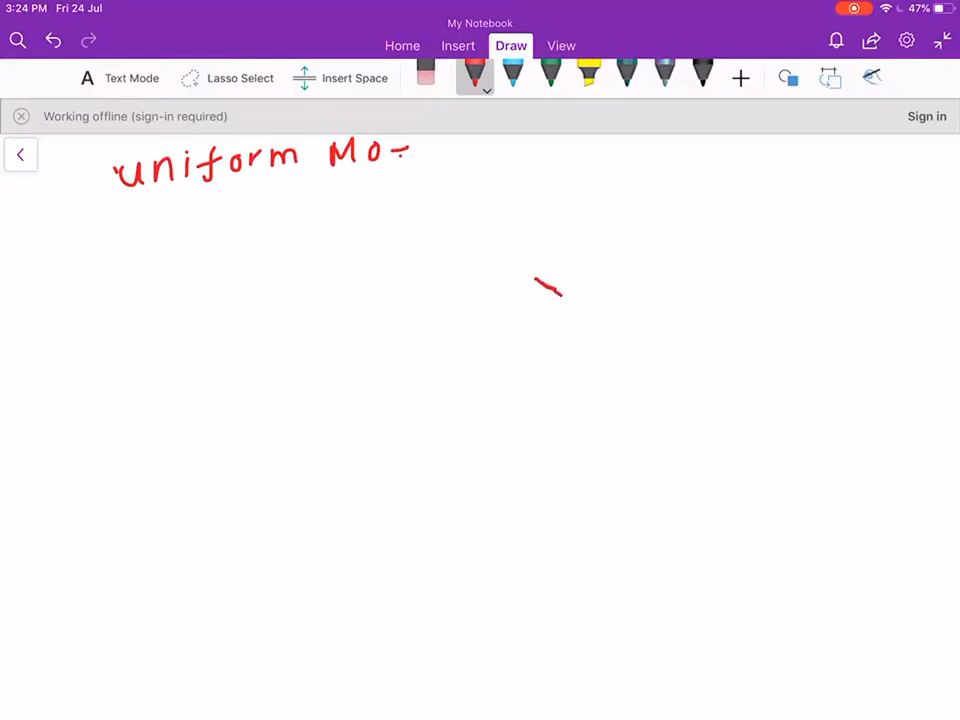 3:24 PM Fri 24 Jul 47%
My Notebook
Home Insert Draw View
A Text Mode Lasso Select Insert Space
Working offline (sign-in required) Sign in
uniform Mo